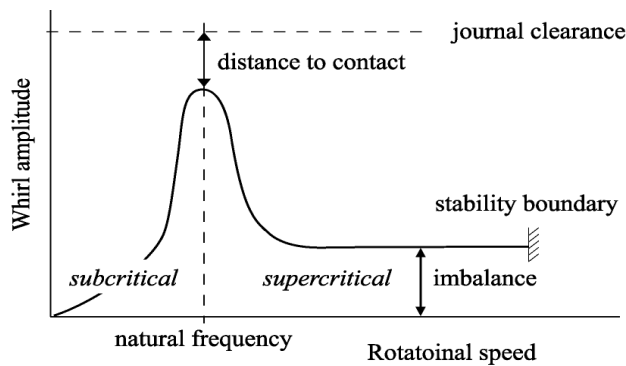 journal clearance
distance to contact
Whirl amplitude
stability boundary
subcritical
supercritical
imbalance
natural frequency
Rotatoinal speed